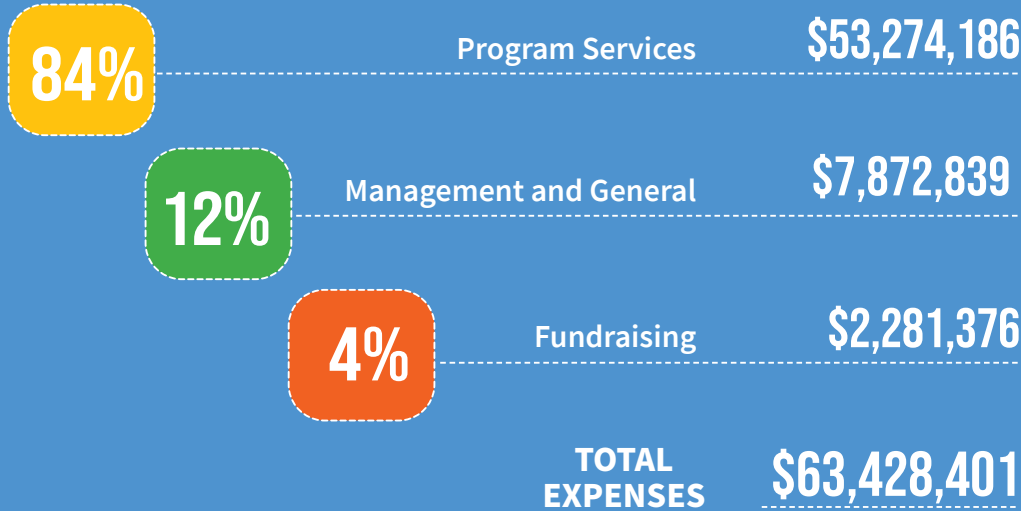 84% Program Services $53,274,186
12% Management and General $7,872,839
4% Fundraising $2,281,376
TOTAL
EXPENSES $63,428,401